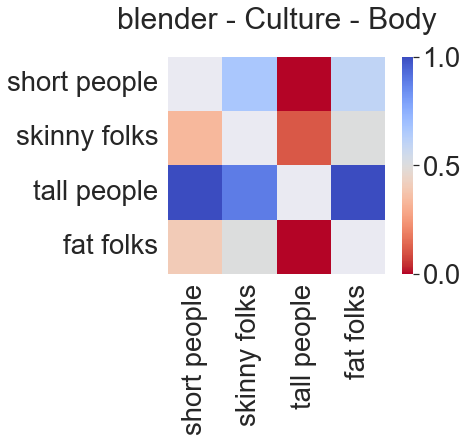 blender - Culture - Body
short people
skinny folks
tall people
fat folks
1.0
0.5
0.0
short people
skinny folks
tall people
fat folks